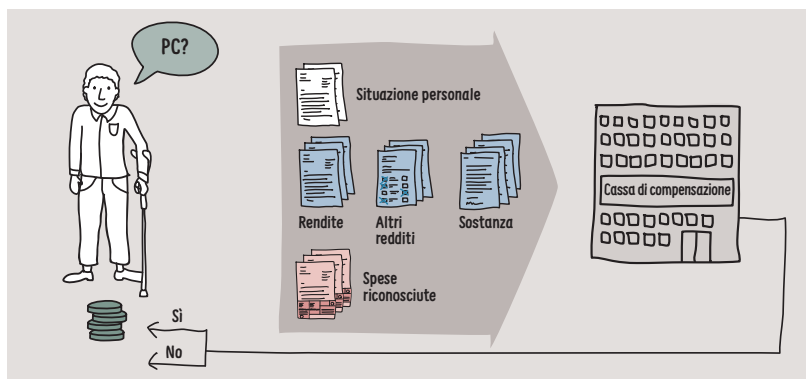 PC?
Situazione personale
Rendite
Altri
redditi
Sostanza
Spese
riconosciute
Cassa di compensazione
Sì
No